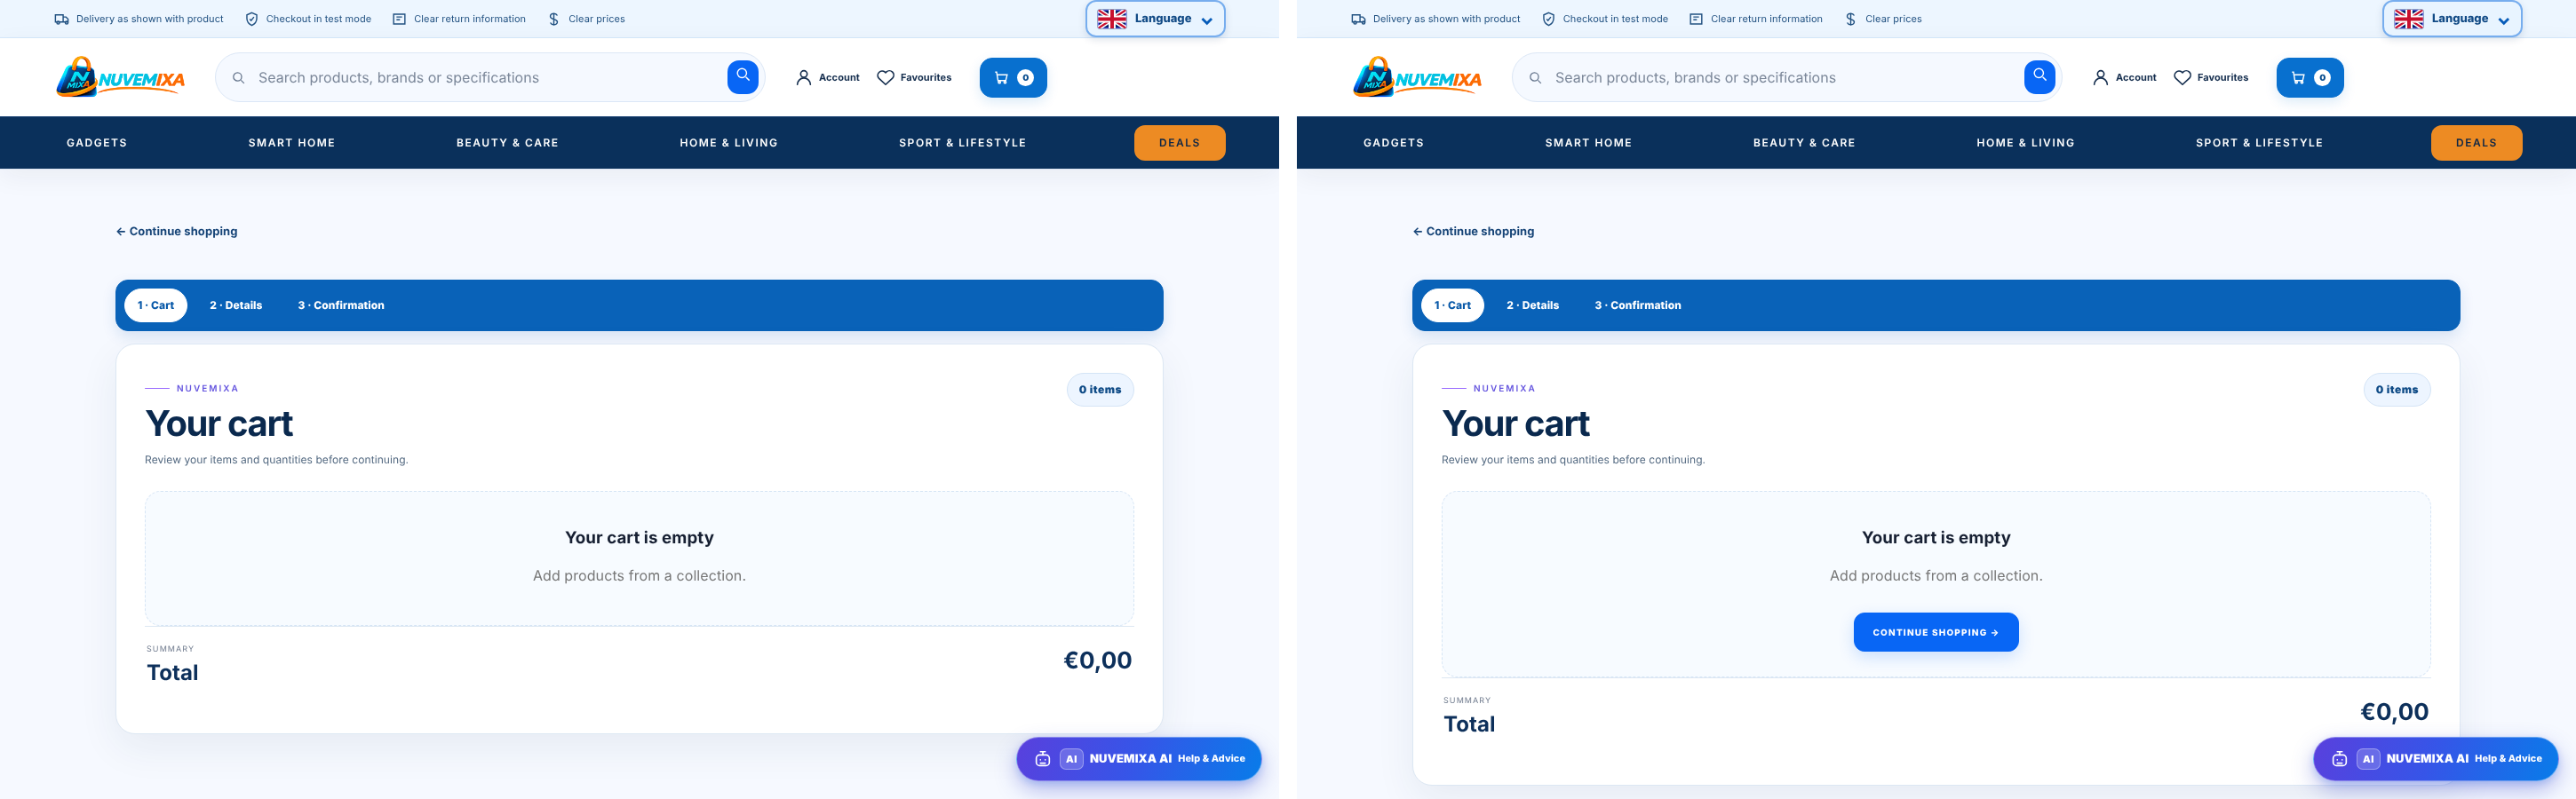 Delivery as shown with product Checkout in test mode Clear return information Clear prices Language
NUVEMIXA Search products, brands or specifications Account Favourites 0
GADGETS SMART HOME BEAUTY & CARE HOME & LIVING SPORT & LIFESTYLE DEALS
← Continue shopping
1 · Cart 2 · Details 3 · Confirmation
NUVEMIXA
0 items
Your cart
Review your items and quantities before continuing.
Your cart is empty
Add products from a collection.
SUMMARY
Total
€0,00
AI NUVEMIXA AI Help & Advice
Delivery as shown with product Checkout in test mode Clear return information Clear prices Language
NUVEMIXA Search products, brands or specifications Account Favourites 0
GADGETS SMART HOME BEAUTY & CARE HOME & LIVING SPORT & LIFESTYLE DEALS
← Continue shopping
1 · Cart 2 · Details 3 · Confirmation
NUVEMIXA
0 items
Your cart
Review your items and quantities before continuing.
Your cart is empty
Add products from a collection.
CONTINUE SHOPPING →
SUMMARY
Total
€0,00
AI NUVEMIXA AI Help & Advice